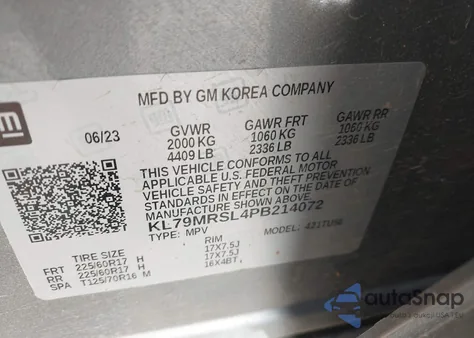 gm
MFD BY GM KOREA COMPANY
06/23 GVWR GAWR FRT GAWR RR
2000 KG 1060 KG 1060 KG
4409 LB 2336 LB 2336 LB
THIS VEHICLE CONFORMS TO ALL
APPLICABLE U.S. FEDERAL MOTOR
VEHICLE SAFETY AND THEFT PREVENTION
STANDARDS IN EFFECT ON THE DATE OF
MANUFACTURE SHOWN ABOVE.
KL79MRSL4PB214072
TYPE: MPV MODEL:
TIRE SIZE RIM
FRT 225/60R17 H 17X7.5J
RR 225/60R17 H 17X7.5J
SPA T125/70R16 M 16X4BT
autoSnap